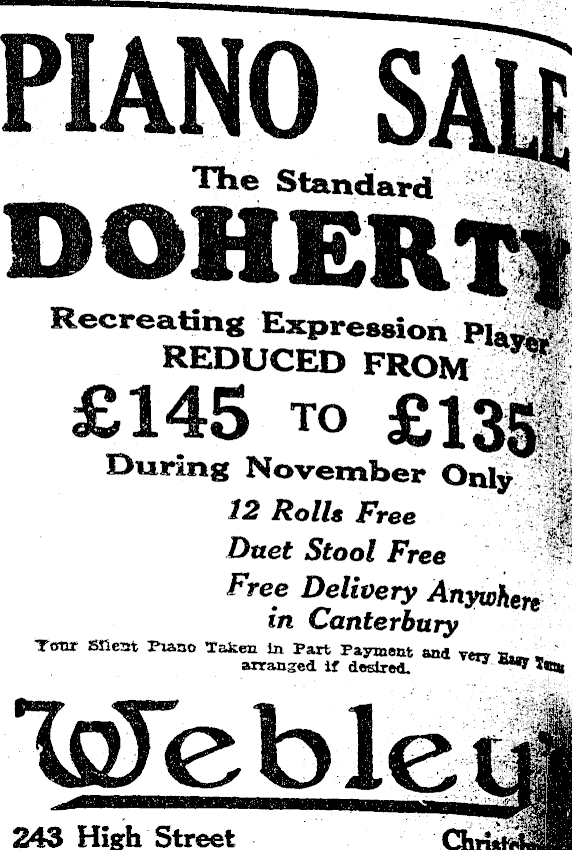 PIANO SALE
The Standard
DOHERTY
Recreating Expression Player
REDUCED FROM
£145 TO £135
During November Only
12 Rolls Free
Duet Stool Free
Free Delivery Anywhere
in Canterbury
Your Silent Piano Taken in Part Payment and very Easy Terms
arranged if desired.
Webley's
243 High Street